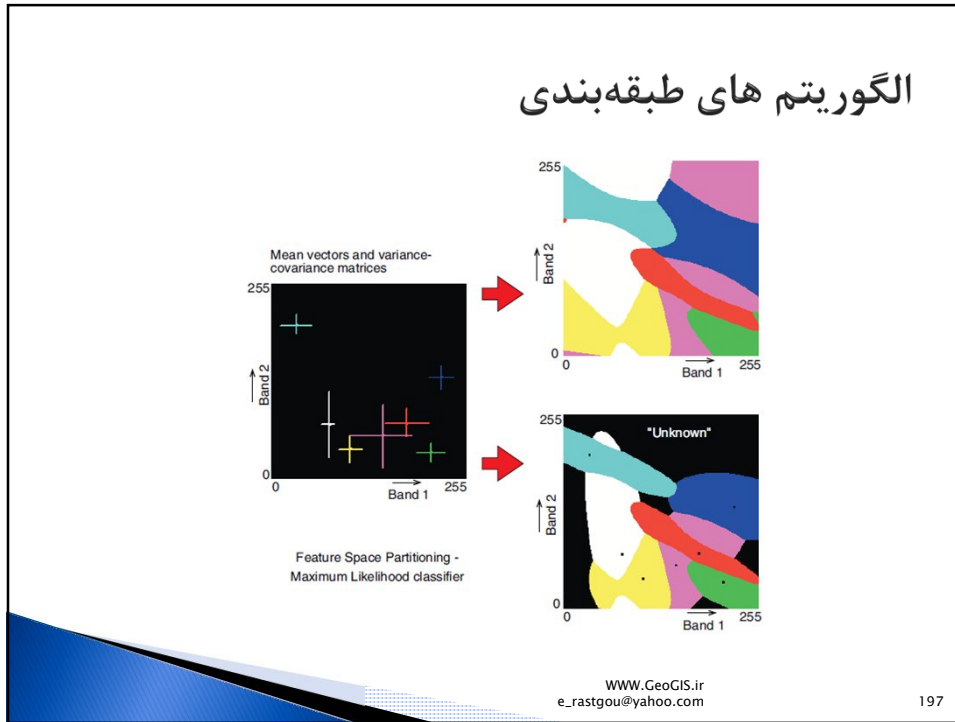 الگوریتم های طبقه‌بندی
Mean vectors and variance-
covariance matrices
255
Band 2
0
0
Band 1
255
Feature Space Partitioning -
Maximum Likelihood classifier
255
Band 2
0
0
Band 1
255
255
"Unknown"
Band 2
0
0
Band 1
255
WWW.GeoGIS.ir
e_rastgou@yahoo.com
197